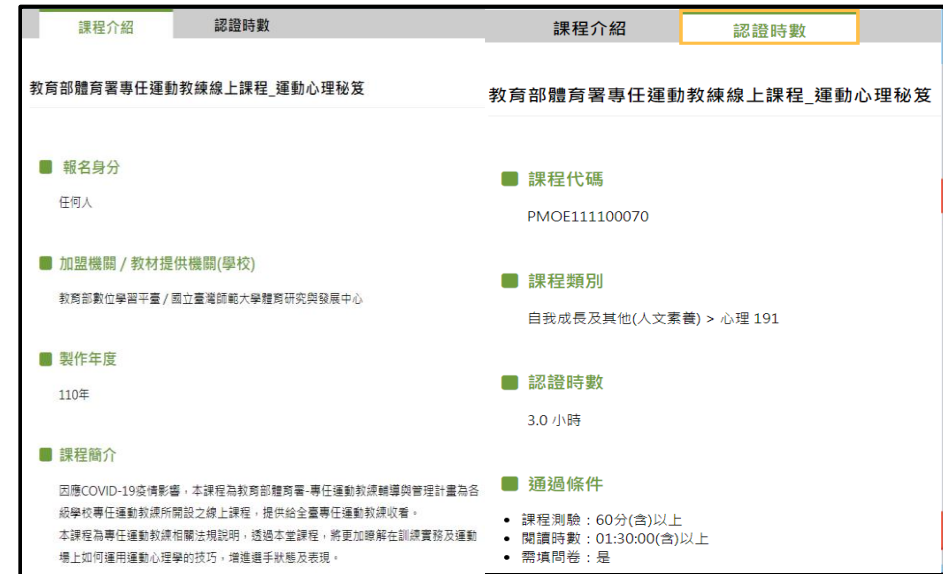 課程介紹
認證時數
教育部體育署專任運動教練線上課程_運動心理秘笈
報名身分
任何人
加盟機關 / 教材提供機關(學校)
教育部數位學習平臺 / 國立臺灣師範大學體育研究與發展中心
製作年度
110年
課程簡介
因應COVID-19疫情影響，本課程為教育部體育署-專任運動教練輔導與管理計畫為各
級學校專任運動教練所開設之線上課程，提供給全臺專任運動教練收看。
本課程為專任運動教練相關法規說明，透過本堂課程，將更加瞭解在訓練實務及運動
場上如何運用運動心理學的技巧，增進選手狀態及表現。
課程介紹
認證時數
教育部體育署專任運動教練線上課程_運動心理秘笈
課程代碼
PMOE111100070
課程類別
自我成長及其他(人文素養) > 心理 191
認證時數
3.0 小時
通過條件
• 課程測驗：60分(含)以上
• 閱讀時數：01:30:00(含)以上
• 需填問卷：是